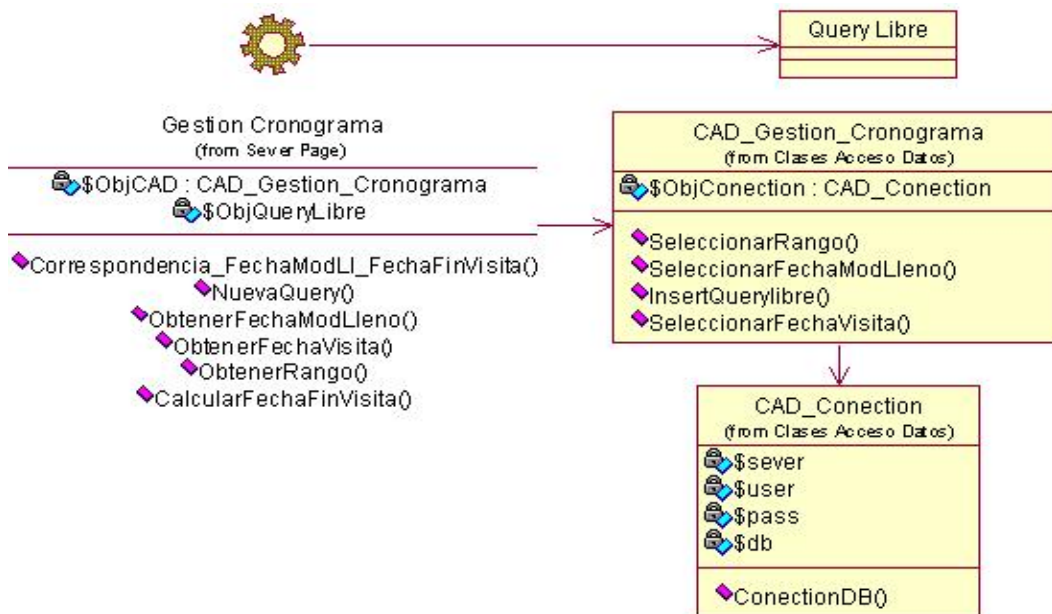 Query Libre
Gestion Cronograma
(from Sever Page)
$ObjCAD : CAD_Gestion_Cronograma
$ObjQueryLibre
Correspondencia_FechaModLl_FechaFinVisita()
NuevaQuery()
ObtenerFechaModLleno()
ObtenerFechaVisita()
ObtenerRango()
CalcularFechaFinVisita()
CAD_Gestion_Cronograma
(from Clases Acceso Datos)
$ObjConection : CAD_Conection
SeleccionarRango()
SeleccionarFechaModLleno()
InsertQuerylibre()
SeleccionarFechaVisita()
CAD_Conection
(from Clases Acceso Datos)
$sever
$user
$pass
$db
ConectionDB()